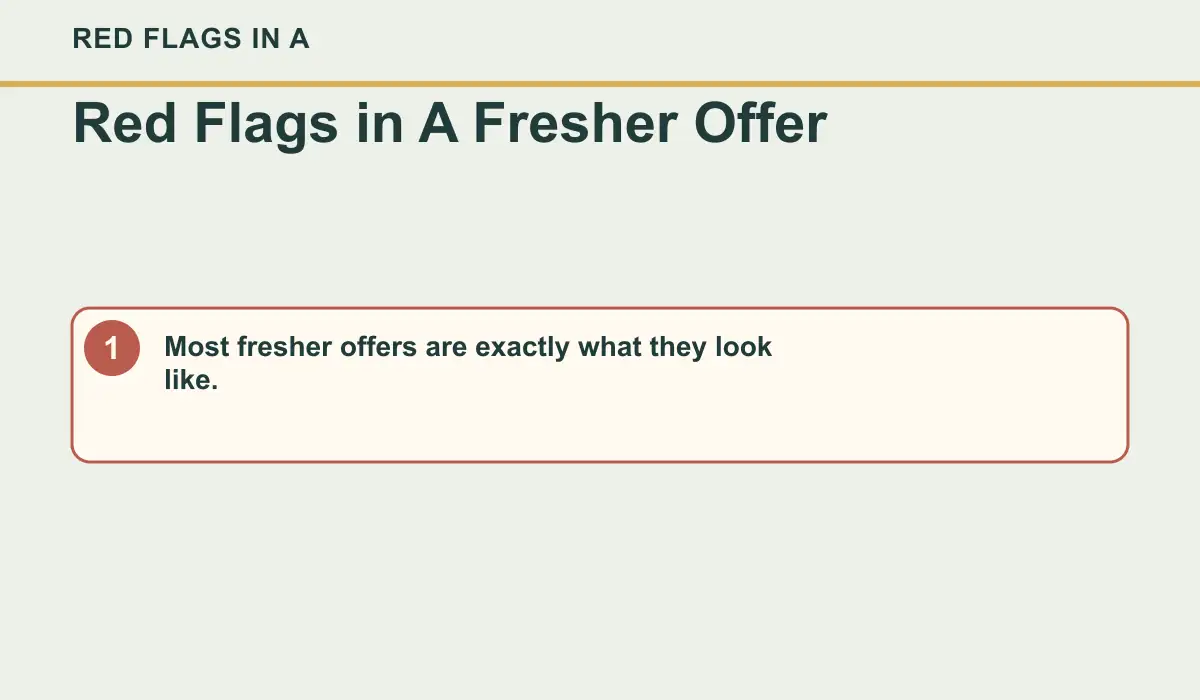 RED FLAGS IN A
Red Flags in A Fresher Offer
1
Most fresher offers are exactly what they look
like.